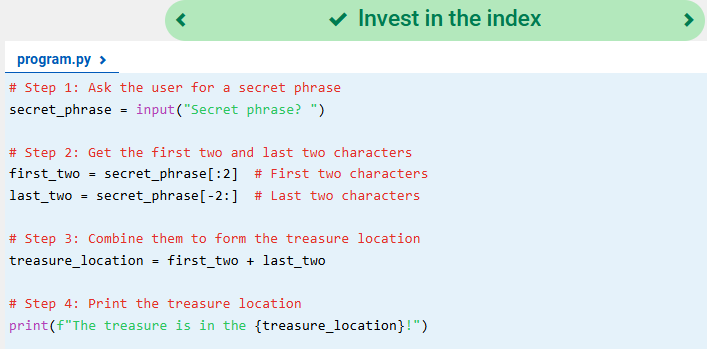 Invest in the index
program.py
# Step 1: Ask the user for a secret phrase
secret_phrase = input("Secret phrase? ")
# Step 2: Get the first two and last two characters
first_two = secret_phrase[:2]  # First two characters
last_two = secret_phrase[-2:]  # Last two characters
# Step 3: Combine them to form the treasure location
treasure_location = first_two + last_two
# Step 4: Print the treasure location
print(f"The treasure is in the {treasure_location}!")